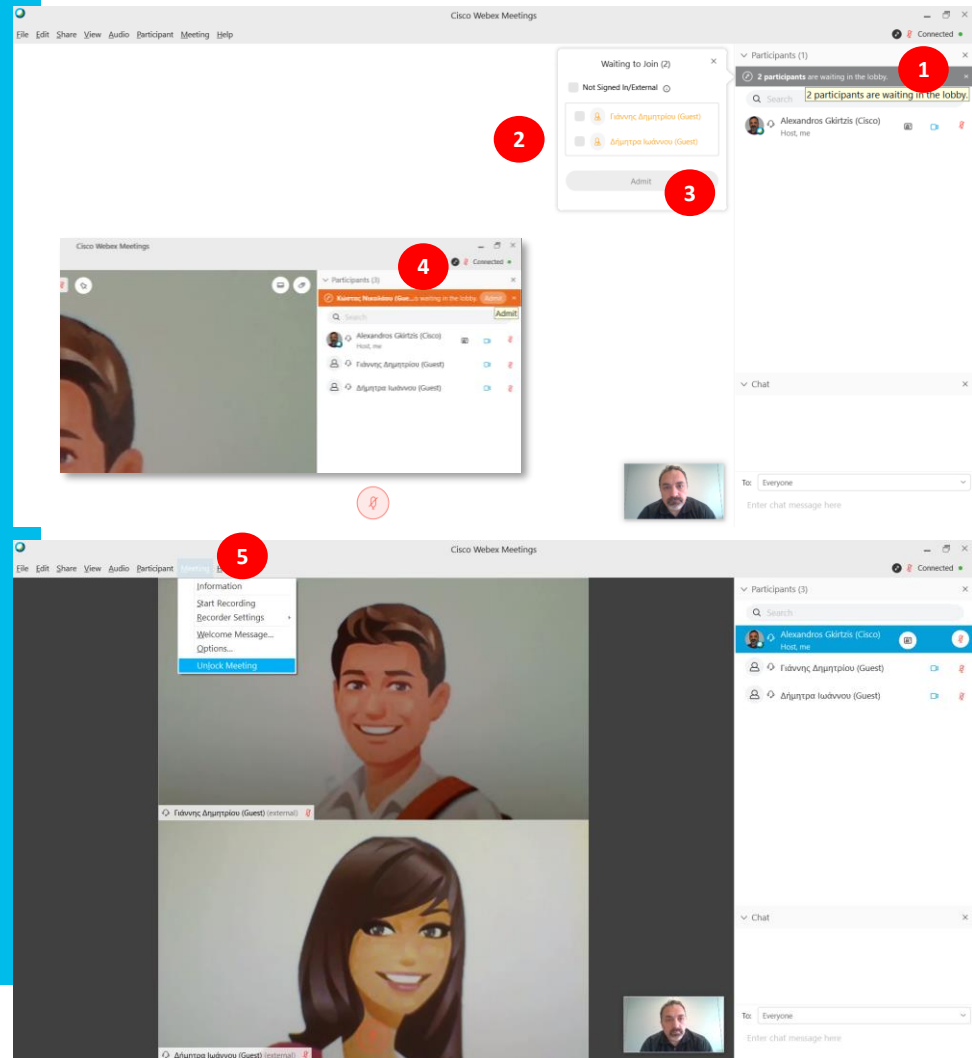 Cisco Webex Meetings
File Edit Share View Audio Participant Meeting Help
Connected
Waiting to Join (2)
Not Signed In/External
Γιάννης Δημητρίου (Guest)
Δήμητρα Ιωάννου (Guest)
Admit
2
3
Participants (1)
1
2 participants are waiting in the lobby.
Search
2 participants are waiting in the lobby.
Alexandros Gkirtzis (Cisco)
Host, me
Cisco Webex Meetings
4
Connected
Participants (3)
Κώστας Νικολάου (Gue...is waiting in the lobby. Admit
Search
Admit
Alexandros Gkirtzis (Cisco)
Host, me
Γιάννης Δημητρίου (Guest)
Δήμητρα Ιωάννου (Guest)
Chat
To: Everyone
Enter chat message here
Cisco Webex Meetings
5
File Edit Share View Audio Participant Meeting
Connected
Information
Start Recording
Recorder Settings
Welcome Message...
Options...
Unlock Meeting
Γιάννης Δημητρίου (Guest) (external)
Δήμητρα Ιωάννου (Guest) (external)
Participants (3)
Search
Alexandros Gkirtzis (Cisco)
Host, me
Γιάννης Δημητρίου (Guest)
Δήμητρα Ιωάννου (Guest)
Chat
To: Everyone
Enter chat message here